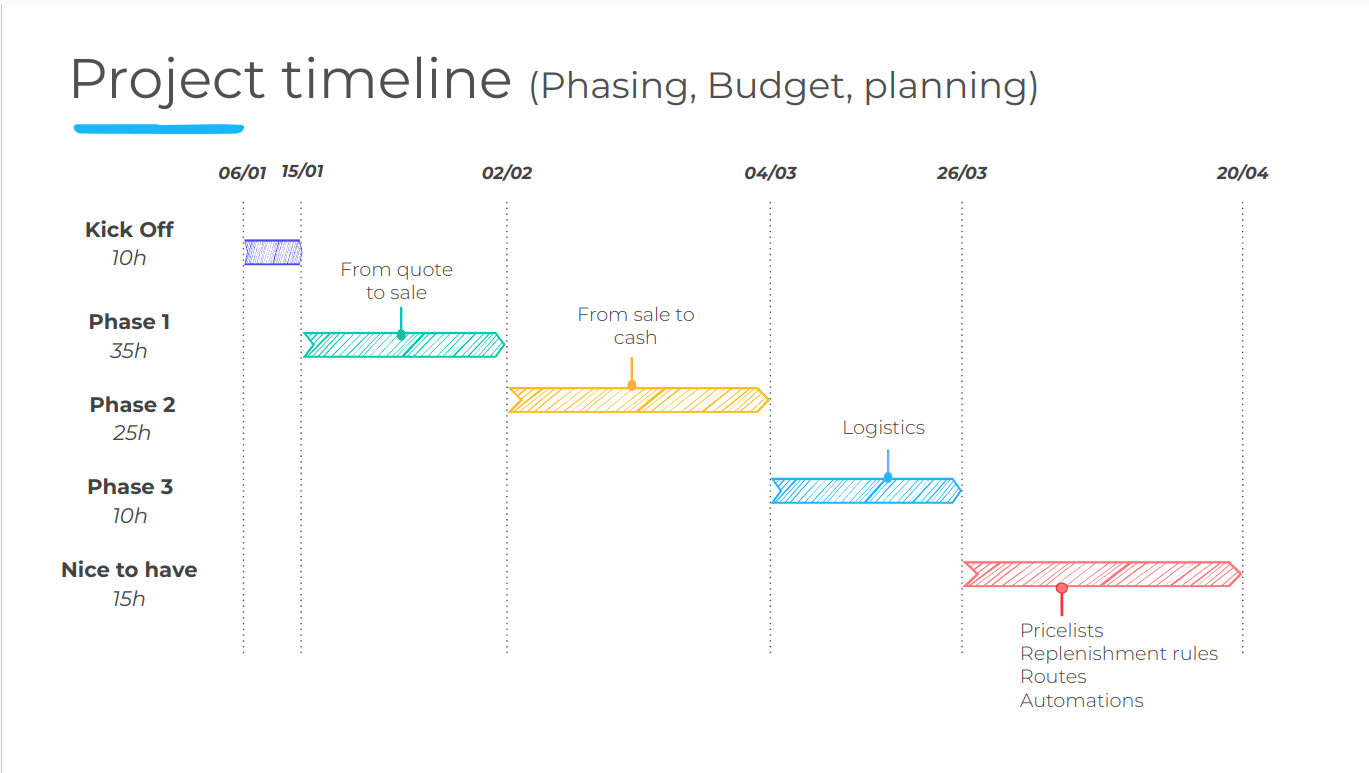 Project timeline (Phasing, Budget, planning)
06/01 15/01 02/02 04/03 26/03 20/04
Kick Off
10h
From quote
to sale
Phase 1
35h
From sale to
cash
Phase 2
25h
Logistics
Phase 3
10h
Nice to have
15h
Pricelists
Replenishment rules
Routes
Automations